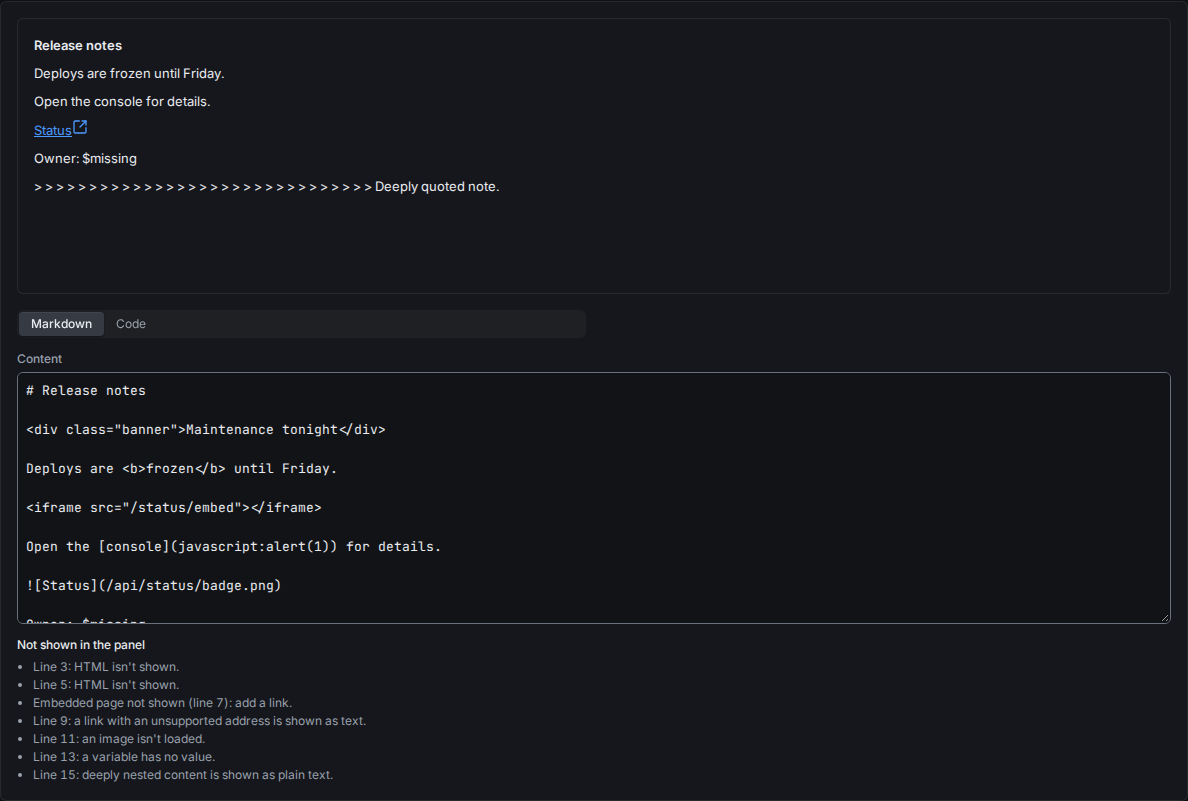 Release notes
Deploys are frozen until Friday.
Open the console for details.
Status
Owner: $missing
> > > > > > > > > > > > > > > > > > > > > > > > > > > > > > > Deeply quoted note.
Markdown Code
Content
# Release notes
<div class="banner">Maintenance tonight</div>
Deploys are <b>frozen</b> until Friday.
<iframe src="/status/embed"></iframe>
Open the [console](javascript:alert(1)) for details.
![Status](/api/status/badge.png)
Owner: $missing
Not shown in the panel
• Line 3: HTML isn't shown.
• Line 5: HTML isn't shown.
• Embedded page not shown (line 7): add a link.
• Line 9: a link with an unsupported address is shown as text.
• Line 11: an image isn't loaded.
• Line 13: a variable has no value.
• Line 15: deeply nested content is shown as plain text.